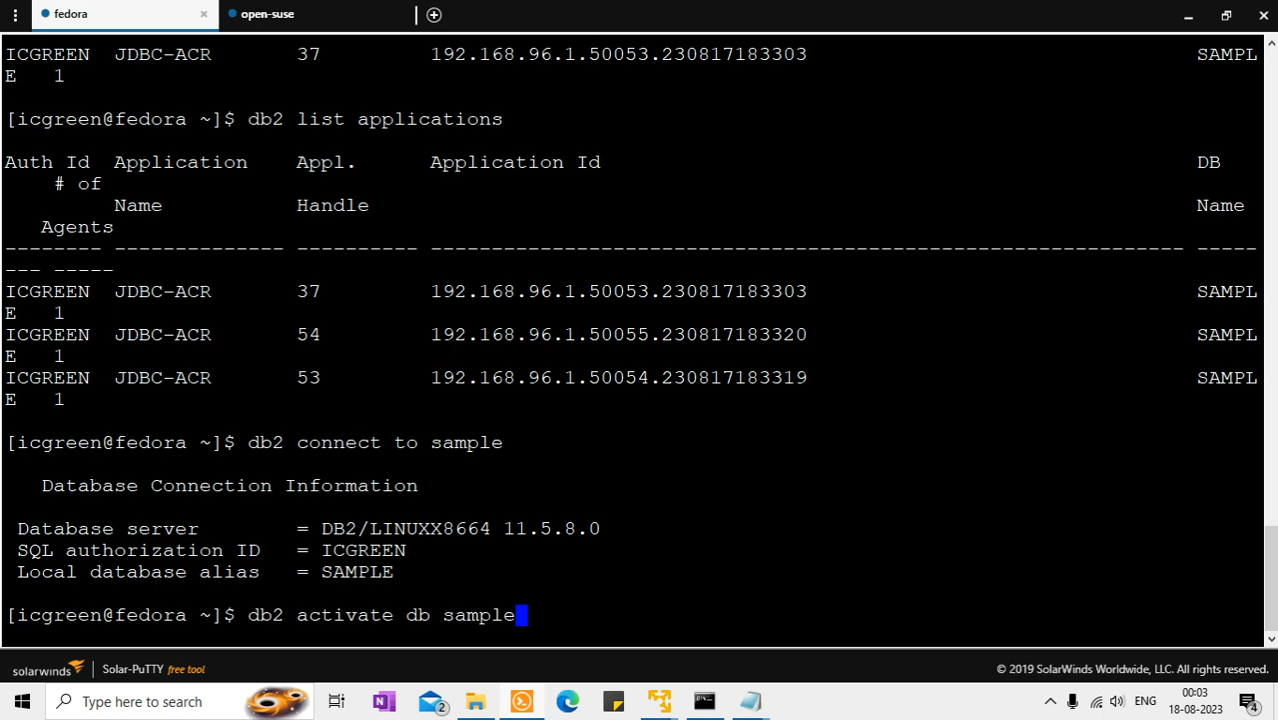 fedora × open-suse
ICGREEN  JDBC-ACR       37         192.168.96.1.50053.230817183303                                SAMPL
E   1
[icgreen@fedora ~]$ db2 list applications
Auth Id  Application    Appl.      Application Id                                                 DB
    # of
         Name           Handle                                                                    Name
   Agents
-------- -------------- ---------- -------------------------------------------------------------- -----
--- -----
ICGREEN  JDBC-ACR       37         192.168.96.1.50053.230817183303                                SAMPL
E   1
ICGREEN  JDBC-ACR       54         192.168.96.1.50055.230817183320                                SAMPL
E   1
ICGREEN  JDBC-ACR       53         192.168.96.1.50054.230817183319                                SAMPL
E   1
[icgreen@fedora ~]$ db2 connect to sample
   Database Connection Information
 Database server        = DB2/LINUXX8664 11.5.8.0
 SQL authorization ID   = ICGREEN
 Local database alias   = SAMPLE
[icgreen@fedora ~]$ db2 activate db sample
solarwinds Solar-PuTTY free tool © 2019 SolarWinds Worldwide, LLC. All rights reserved.
Type here to search 2 ENG 00:03 4
18-08-2023